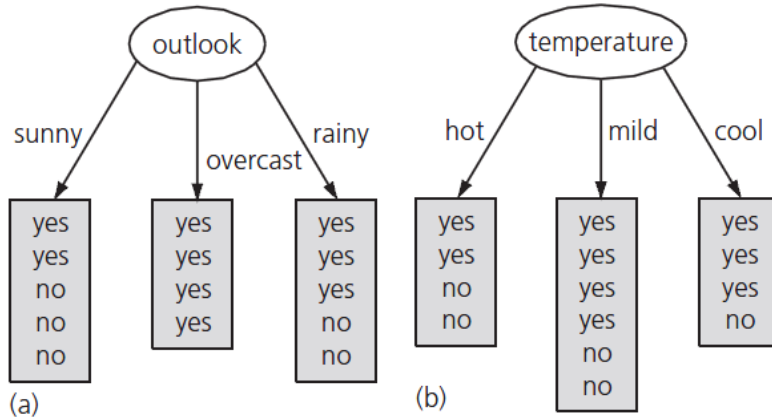 outlook
sunny
overcast
rainy
yes
yes
no
no
no
yes
yes
yes
yes
yes
yes
yes
no
no
(a)
temperature
hot
mild
cool
yes
yes
no
no
yes
yes
yes
yes
no
no
yes
yes
yes
no
(b)